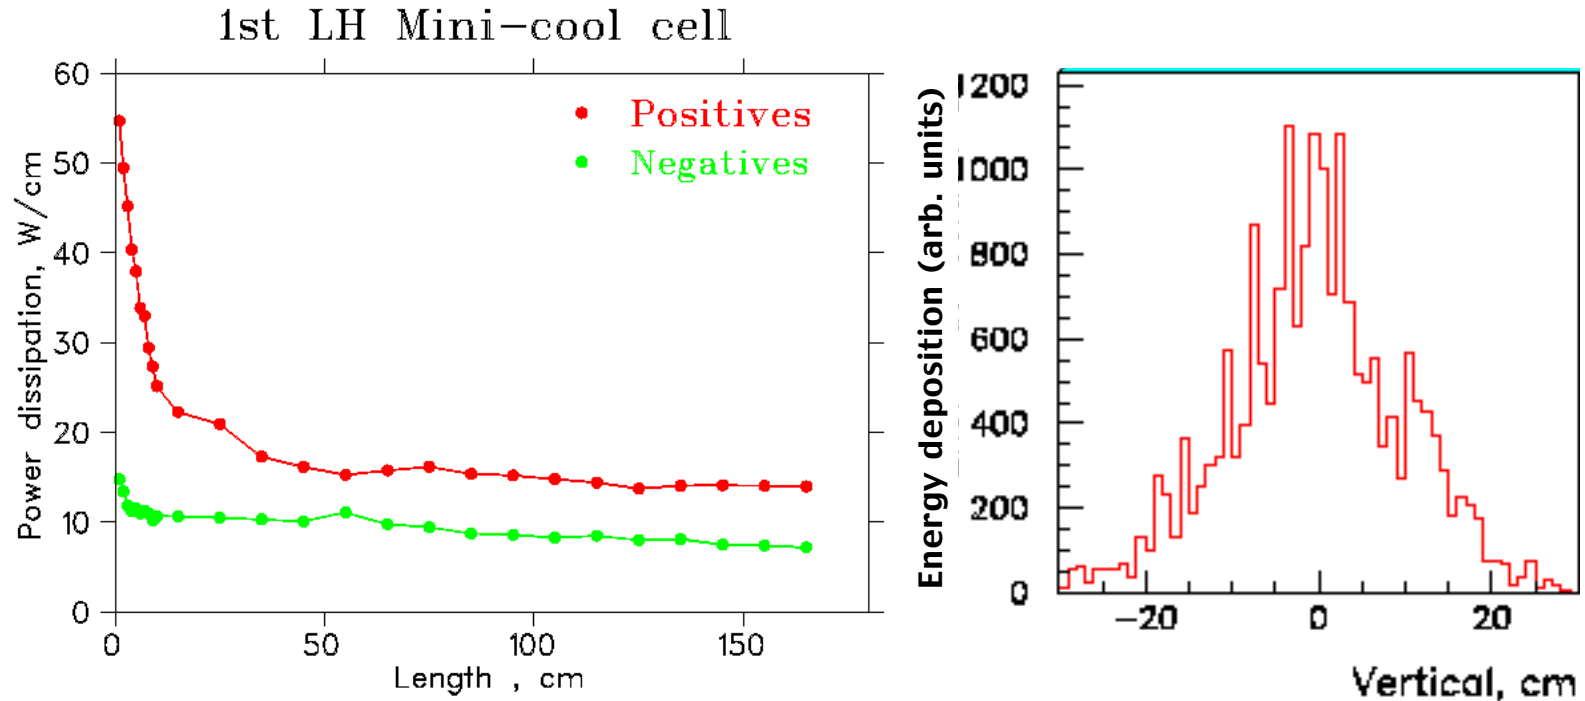 1st LH Mini-cool cell
Power dissipation, W/cm
60
50
40
30
20
10
0
Positives
Negatives
0 50 100 150
Length , cm
Energy deposition (arb. units)
1200
1000
800
600
400
200
0
-20 0 20
Vertical, cm